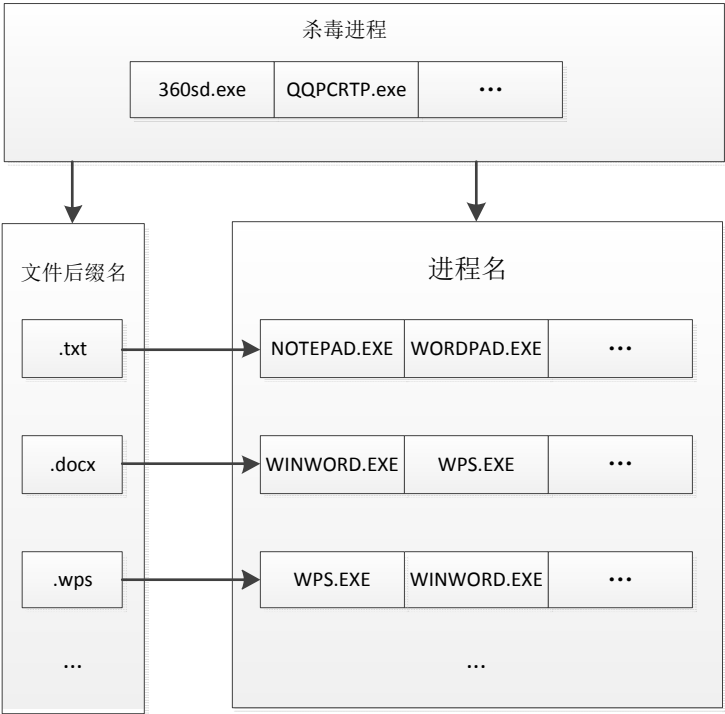 杀毒进程
360sd.exe QQPCRTP.exe ...
文件后缀名
进程名
.txt NOTEPAD.EXE WORDPAD.EXE ...
.docx WINWORD.EXE WPS.EXE ...
.wps WPS.EXE WINWORD.EXE ...
... ...